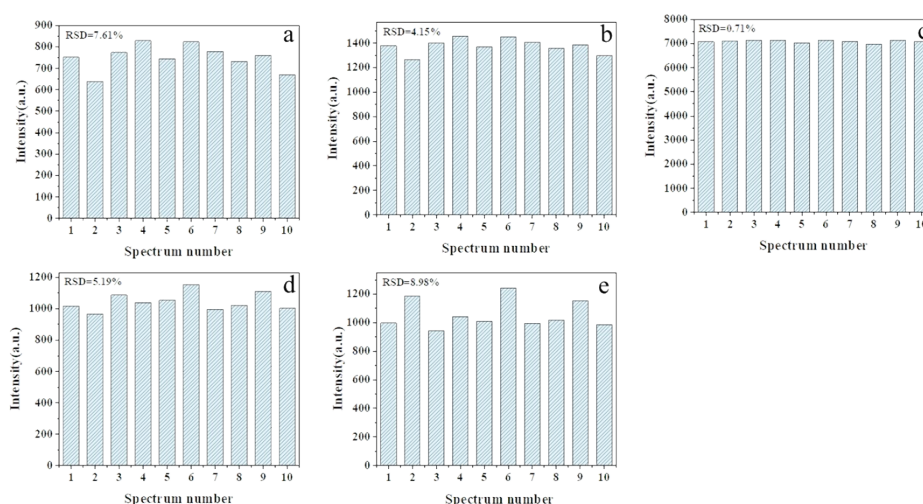 RSD=7.61%
a
900
800
700
600
500
400
300
200
100
0
Intensity(a.u.)
1 2 3 4 5 6 7 8 9 10
Spectrum number
RSD=4.15%
b
1400
1200
1000
800
600
400
200
0
Intensity(a.u.)
1 2 3 4 5 6 7 8 9 10
Spectrum number
RSD=0.71%
8000
7000
6000
5000
4000
3000
2000
1000
0
Intensity(a.u.)
1 2 3 4 5 6 7 8 9 10
Spectrum number
RSD=5.19%
d
1200
1000
800
600
400
200
0
Intensity(a.u.)
1 2 3 4 5 6 7 8 9 10
Spectrum number
RSD=8.98%
e
1200
1000
800
600
400
200
0
Intensity(a.u.)
1 2 3 4 5 6 7 8 9 10
Spectrum number